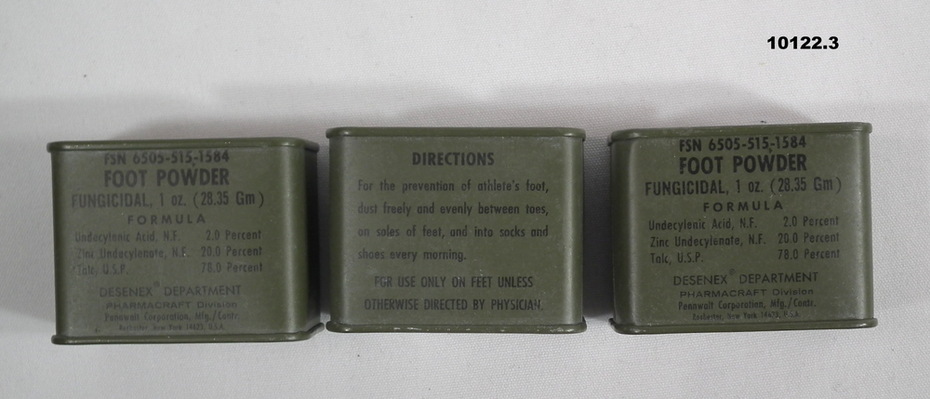 10122.3
FSN 6505-515-1584
FOOT POWDER
FUNGICIDAL, 1 oz. (28.35 Gm)
FORMULA
Undecylenic Acid, N.F. 2.0 Percent
Zinc Undecylenate, N.F. 20.0 Percent
Talc, U.S.P. 78.0 Percent
DESENEX® DEPARTMENT
PHARMACRAFT Division
Pennwalt Corporation, Mfg./Contr.
Rochester, New York 14623, U.S.A.
DIRECTIONS
For the prevention of athlete's foot,
dust freely and evenly between toes,
on soles of feet, and into socks and
shoes every morning.
FOR USE ONLY ON FEET UNLESS
OTHERWISE DIRECTED BY PHYSICIAN.
FSN 6505-515-1584
FOOT POWDER
FUNGICIDAL, 1 oz. (28.35 Gm)
FORMULA
Undecylenic Acid, N.F. 2.0 Percent
Zinc Undecylenate, N.F. 20.0 Percent
Talc, U.S.P. 78.0 Percent
DESENEX® DEPARTMENT
PHARMACRAFT Division
Pennwalt Corporation, Mfg./Contr.
Rochester, New York 14623, U.S.A.